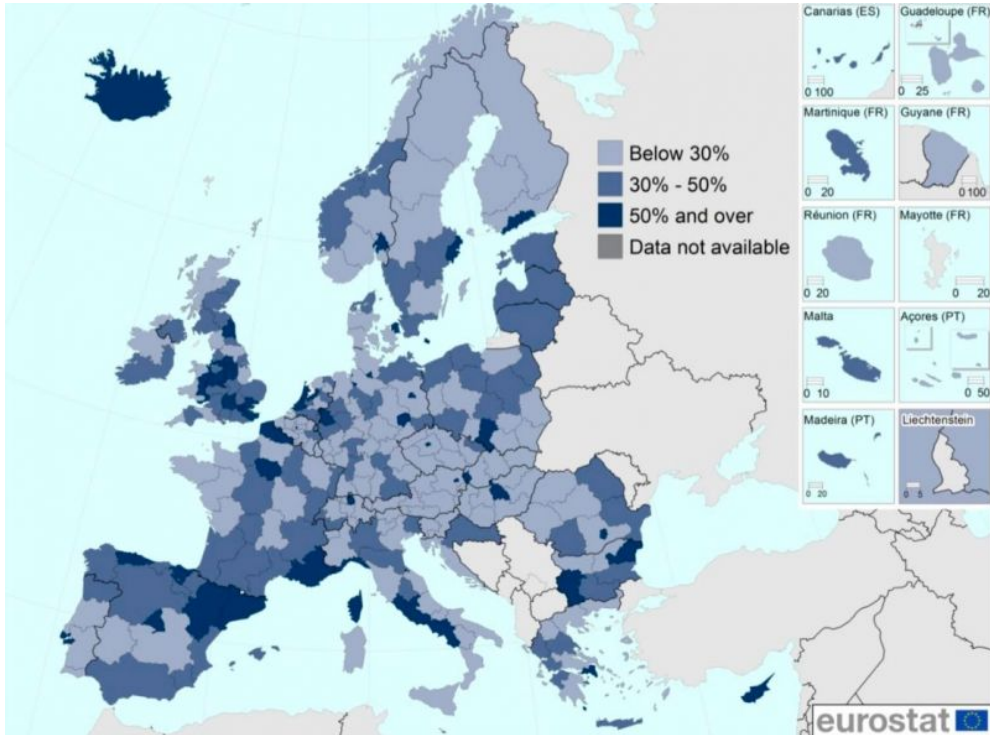 Canarias (ES)
0 100
Guadeloupe (FR)
0 25
Martinique (FR)
0 20
Guyane (FR)
0 100
Below 30%
30% - 50%
50% and over
Data not available
Réunion (FR)
0 20
Mayotte (FR)
0 20
Malta
0 10
Açores (PT)
0 50
Madeira (PT)
0 20
Liechtenstein
0 5
eurostat